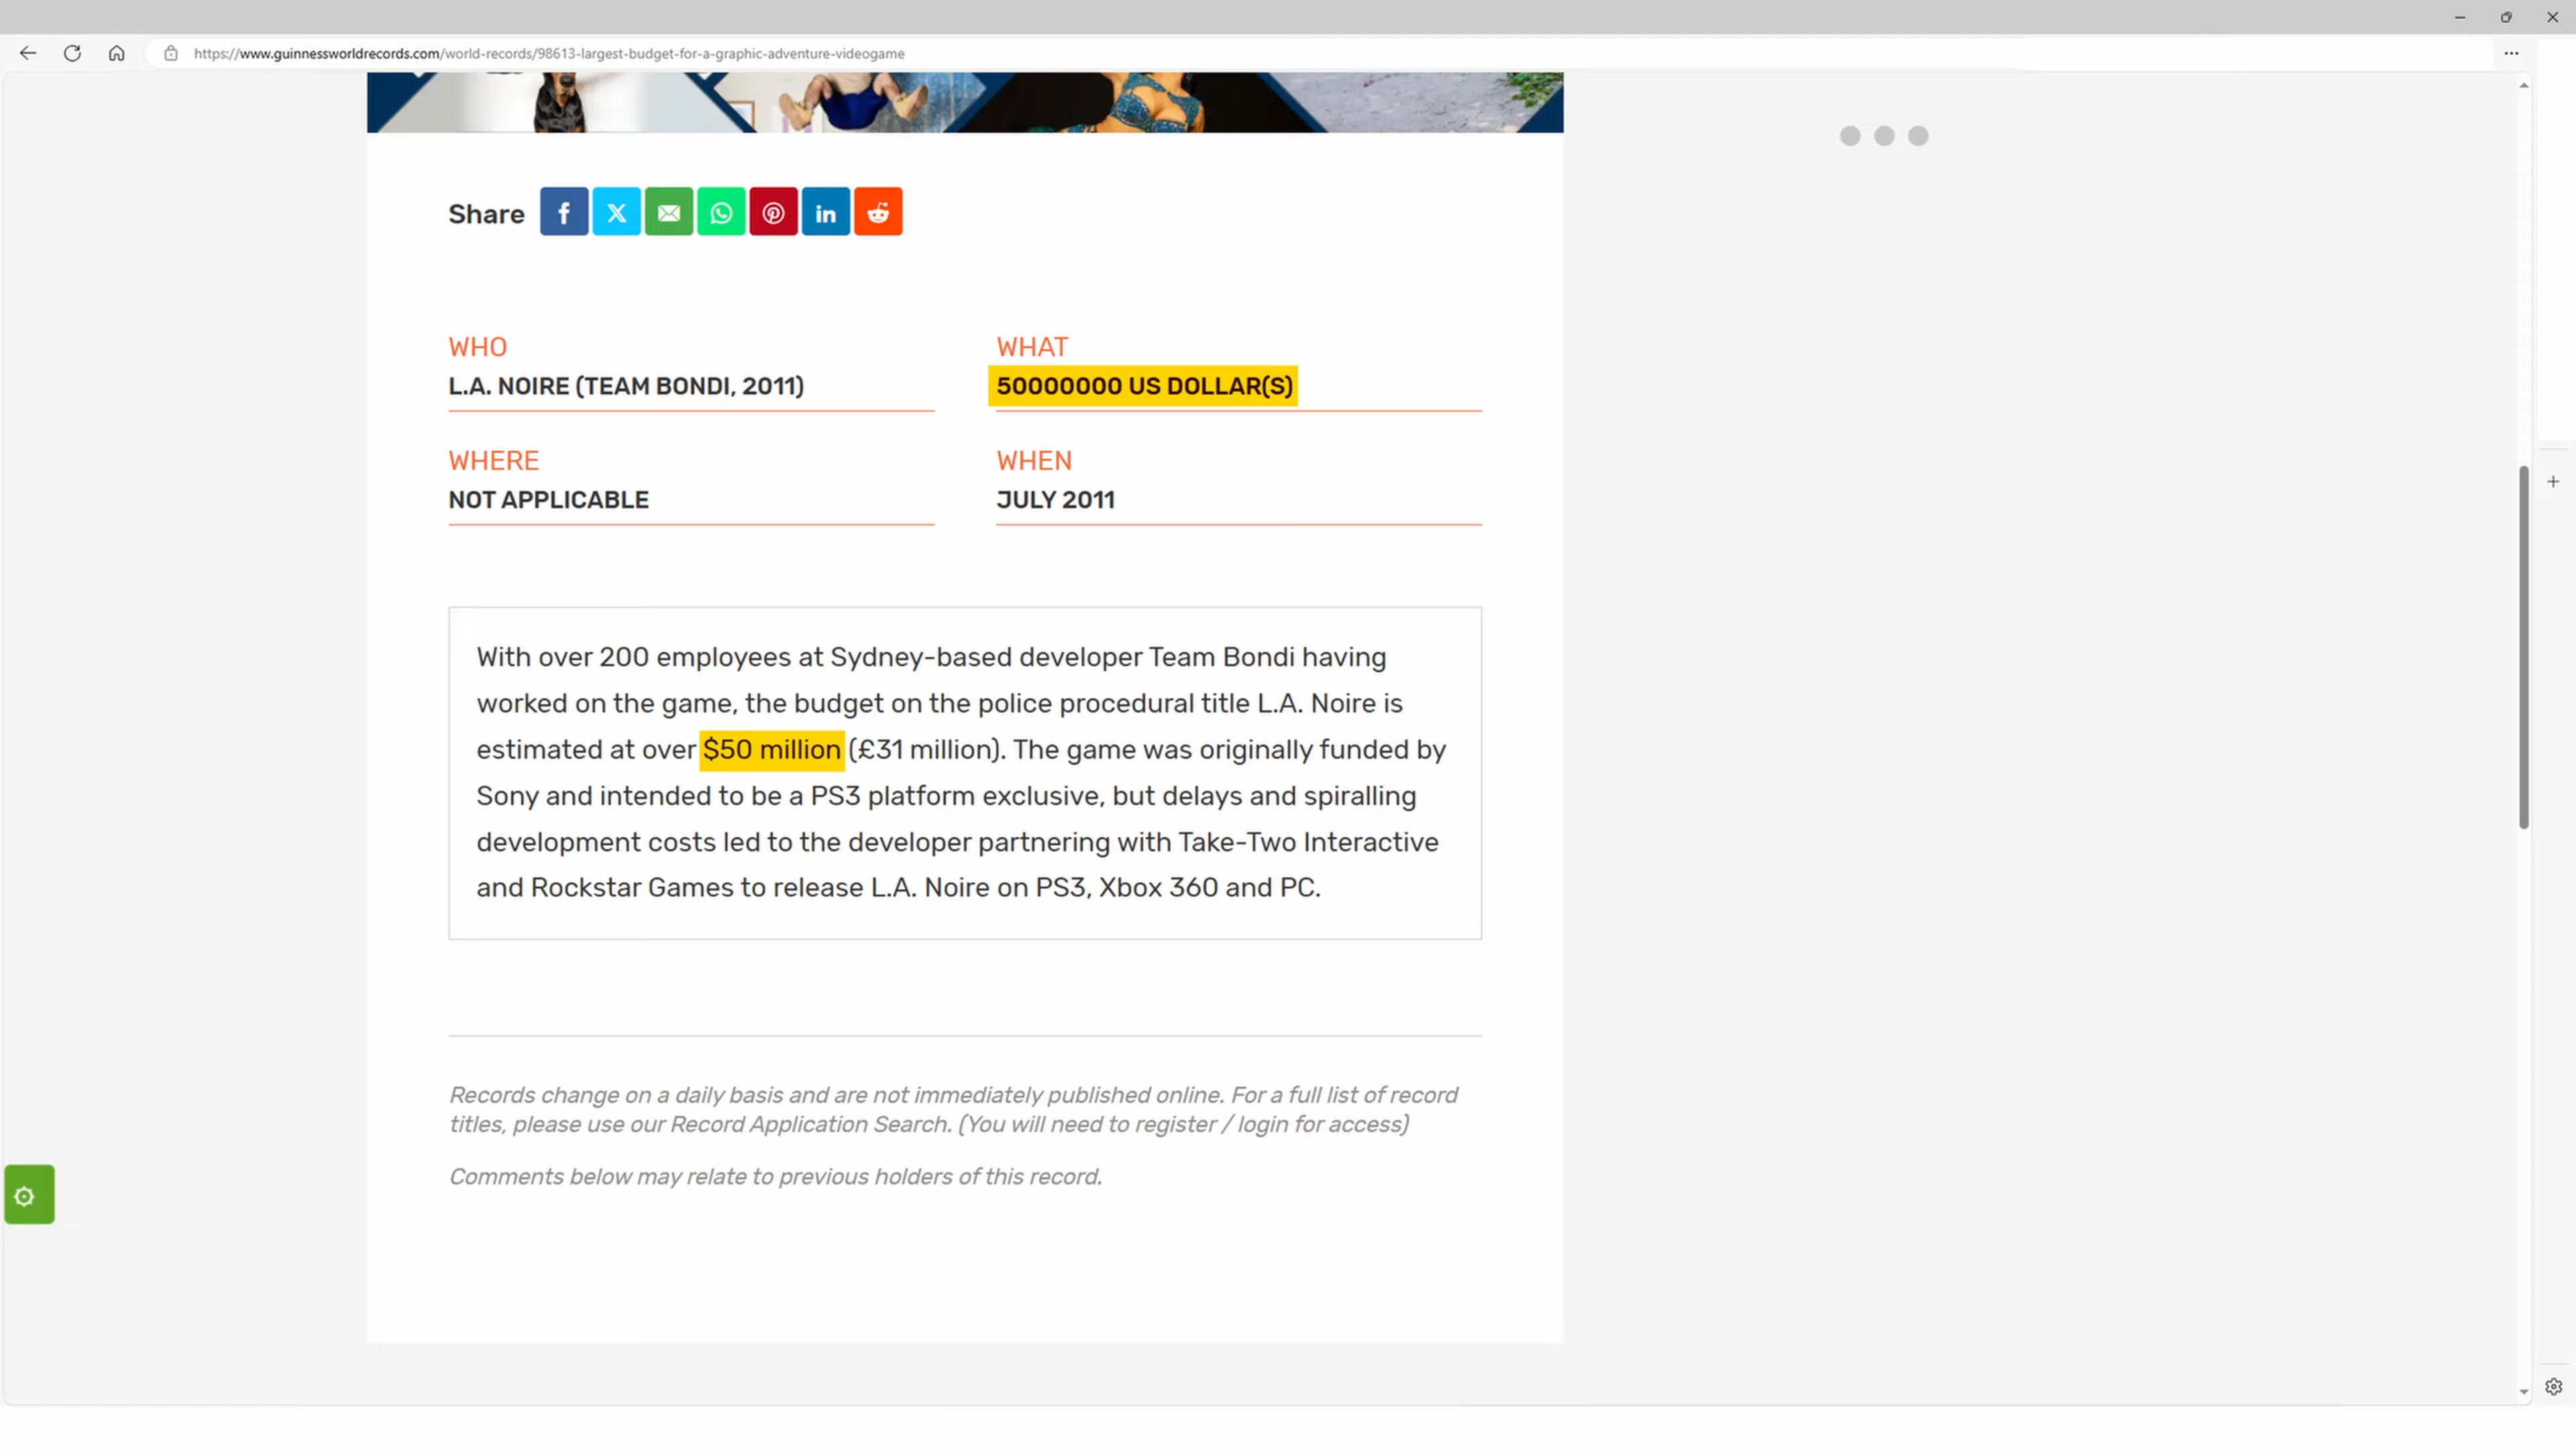 https://www.guinnessworldrecords.com/world-records/98613-largest-budget-for-a-graphic-adventure-videogame
Share
WHO
L.A. NOIRE (TEAM BONDI, 2011)
WHAT
50000000 US DOLLAR(S)
WHERE
NOT APPLICABLE
WHEN
JULY 2011
With over 200 employees at Sydney-based developer Team Bondi having
worked on the game, the budget on the police procedural title L.A. Noire is
estimated at over $50 million (£31 million). The game was originally funded by
Sony and intended to be a PS3 platform exclusive, but delays and spiralling
development costs led to the developer partnering with Take-Two Interactive
and Rockstar Games to release L.A. Noire on PS3, Xbox 360 and PC.
Records change on a daily basis and are not immediately published online. For a full list of record
titles, please use our Record Application Search. (You will need to register / login for access)
Comments below may relate to previous holders of this record.